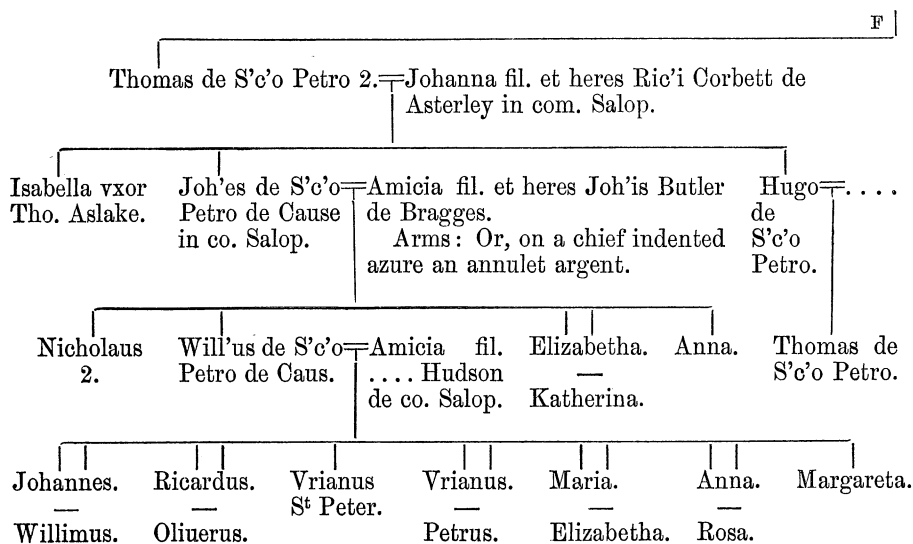 F
Thomas de S'c'o Petro 2.
Johanna fil. et heres Ric'i Corbett de
Asterley in com. Salop.
Isabella vxor
Tho. Aslake.
Joh'es de S'c'o
Petro de Cause
in co. Salop.
Amicia fil. et heres Joh'is Butler
de Bragges.
Arms: Or, on a chief indented
azure an annulet argent.
Hugo
de
S'c'o
Petro.
. . . .
Nicholaus
2.
Will'us de S'c'o
Petro de Caus.
Amicia fil.
. . . . Hudson
de co. Salop.
Elizabetha.
—
Katherina.
Anna.
Thomas de
S'c'o Petro.
Johannes.
—
Willimus.
Ricardus.
—
Oliuerus.
Vrianus
St Peter.
Vrianus.
—
Petrus.
Maria.
—
Elizabetha.
Anna.
—
Rosa.
Margareta.